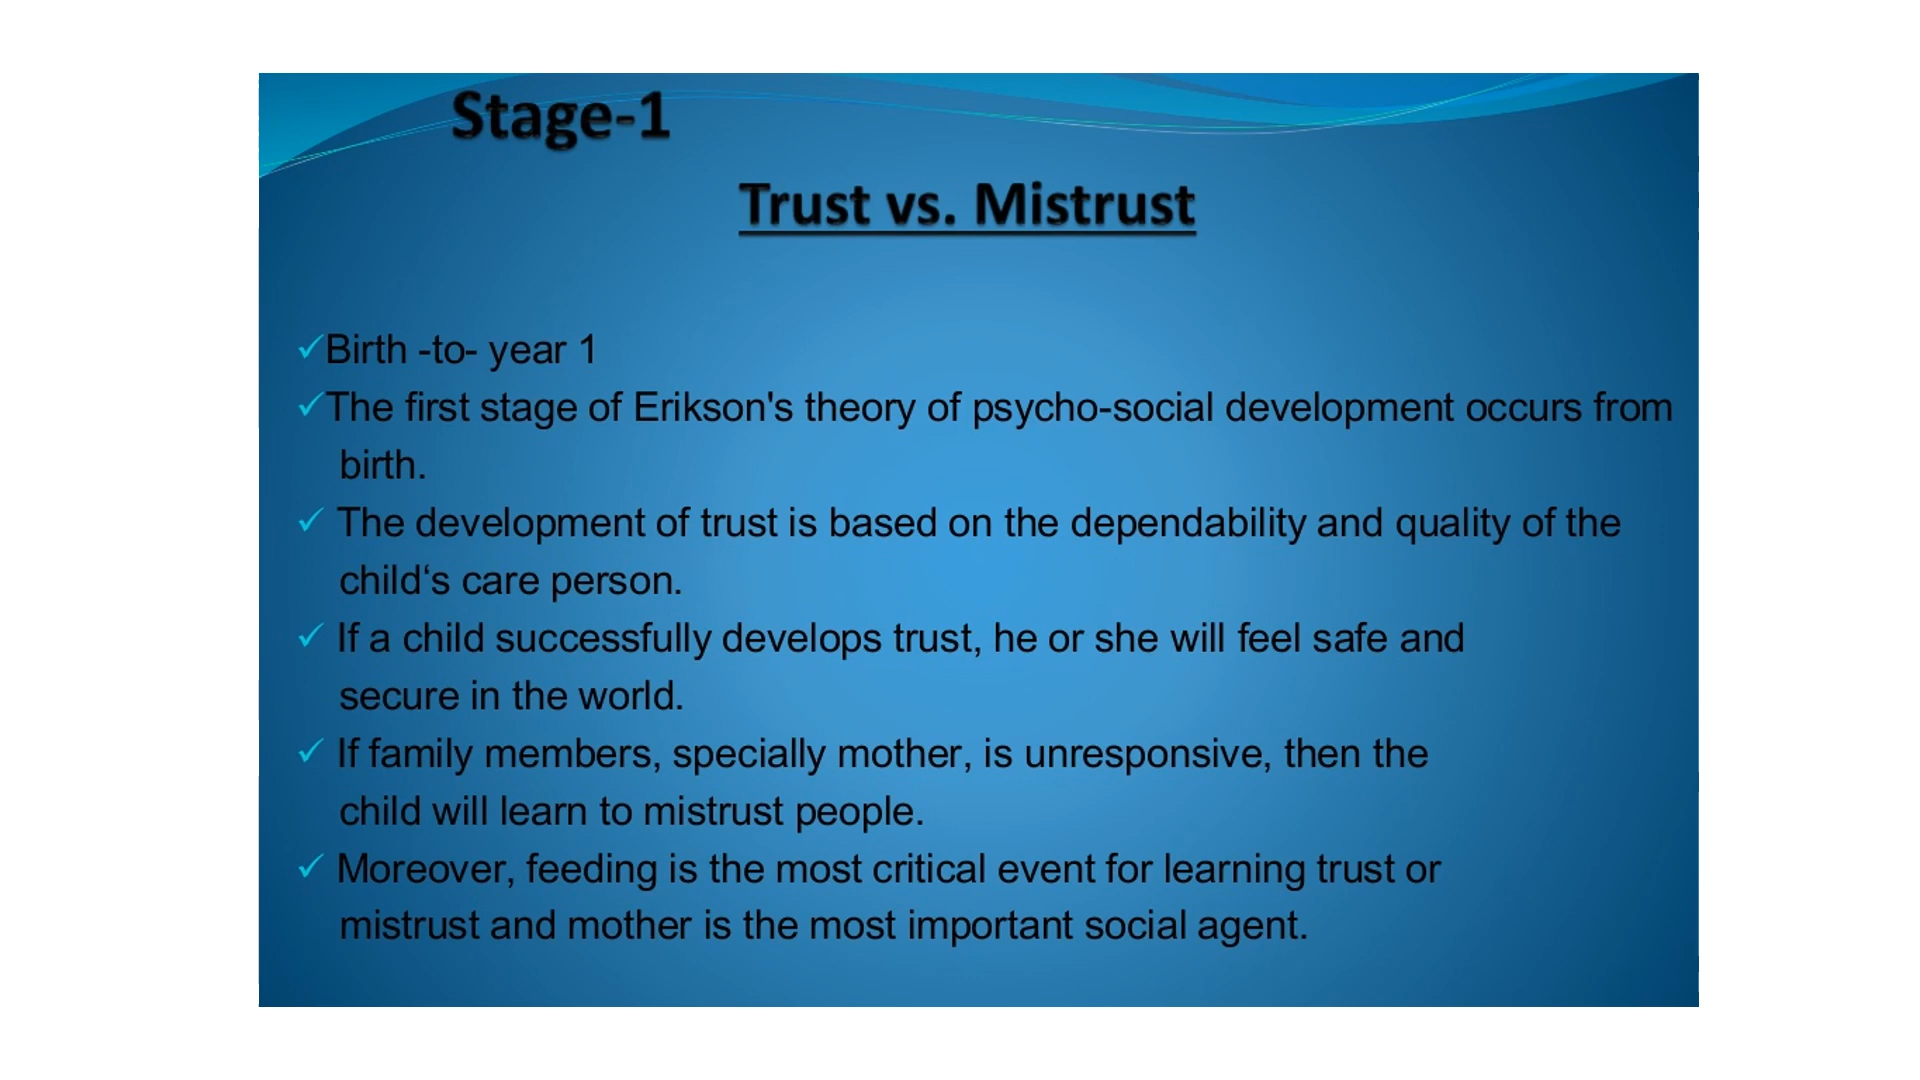 Stage-1
Trust vs. Mistrust
✓Birth -to- year 1
✓The first stage of Erikson's theory of psycho-social development occurs from
birth.
✓ The development of trust is based on the dependability and quality of the
child‘s care person.
✓ If a child successfully develops trust, he or she will feel safe and
secure in the world.
✓ If family members, specially mother, is unresponsive, then the
child will learn to mistrust people.
✓ Moreover, feeding is the most critical event for learning trust or
mistrust and mother is the most important social agent.